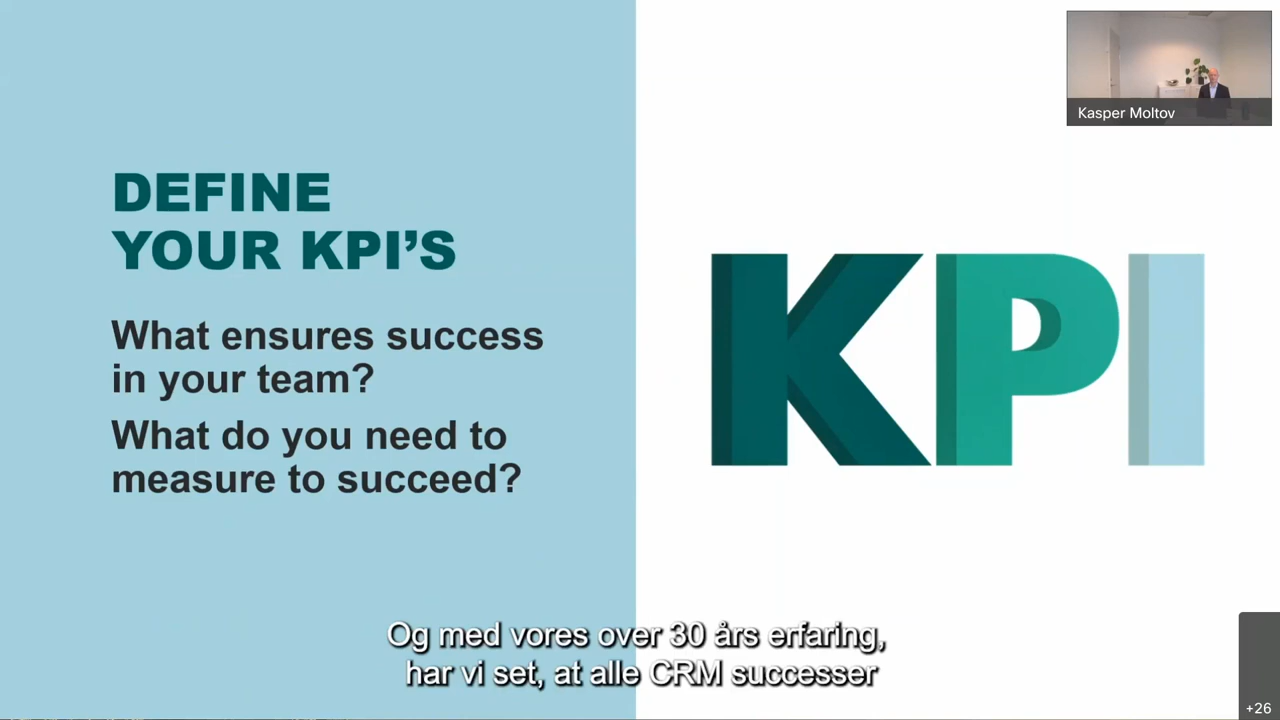 DEFINE
YOUR KPI’S
What ensures success
in your team?
What do you need to
measure to succeed?
KPI
Kasper Moltov
Og med vores over 30 års erfaring,
har vi set, at alle CRM successer
+26